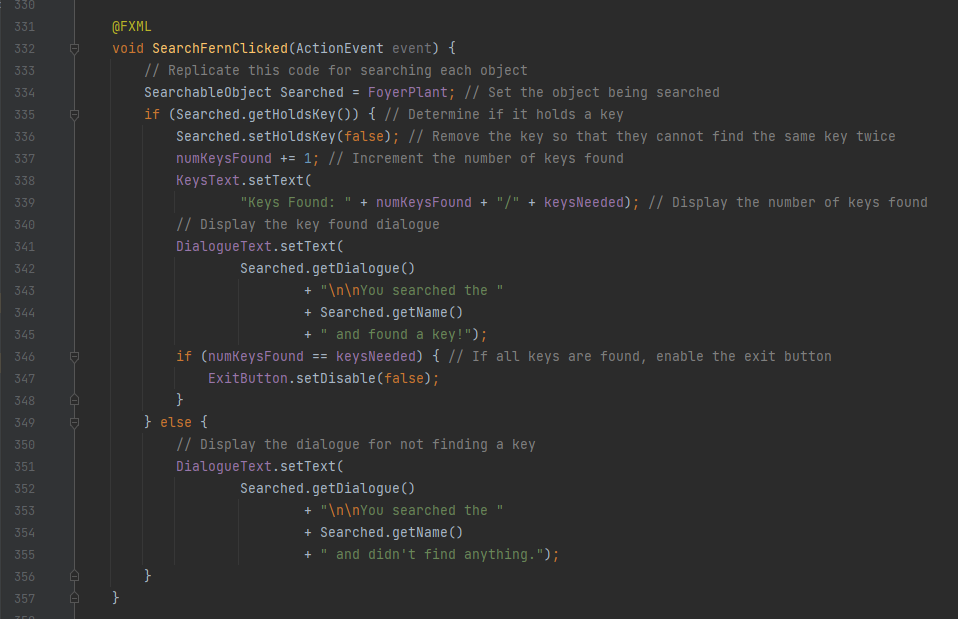 330
331 @FXML
332 void SearchFernClicked(ActionEvent event) {
333 // Replicate this code for searching each object
334 SearchableObject Searched = FoyerPlant; // Set the object being searched
335 if (Searched.getHoldsKey()) { // Determine if it holds a key
336 Searched.setHoldsKey(false); // Remove the key so that they cannot find the same key twice
337 numKeysFound += 1; // Increment the number of keys found
338 KeysText.setText(
339 "Keys Found: " + numKeysFound + "/" + keysNeeded); // Display the number of keys found
340 // Display the key found dialogue
341 DialogueText.setText(
342 Searched.getDialogue()
343 + "\n\nYou searched the "
344 + Searched.getName()
345 + " and found a key!");
346 if (numKeysFound == keysNeeded) { // If all keys are found, enable the exit button
347 ExitButton.setDisable(false);
348 }
349 } else {
350 // Display the dialogue for not finding a key
351 DialogueText.setText(
352 Searched.getDialogue()
353 + "\n\nYou searched the "
354 + Searched.getName()
355 + " and didn't find anything.");
356 }
357 }